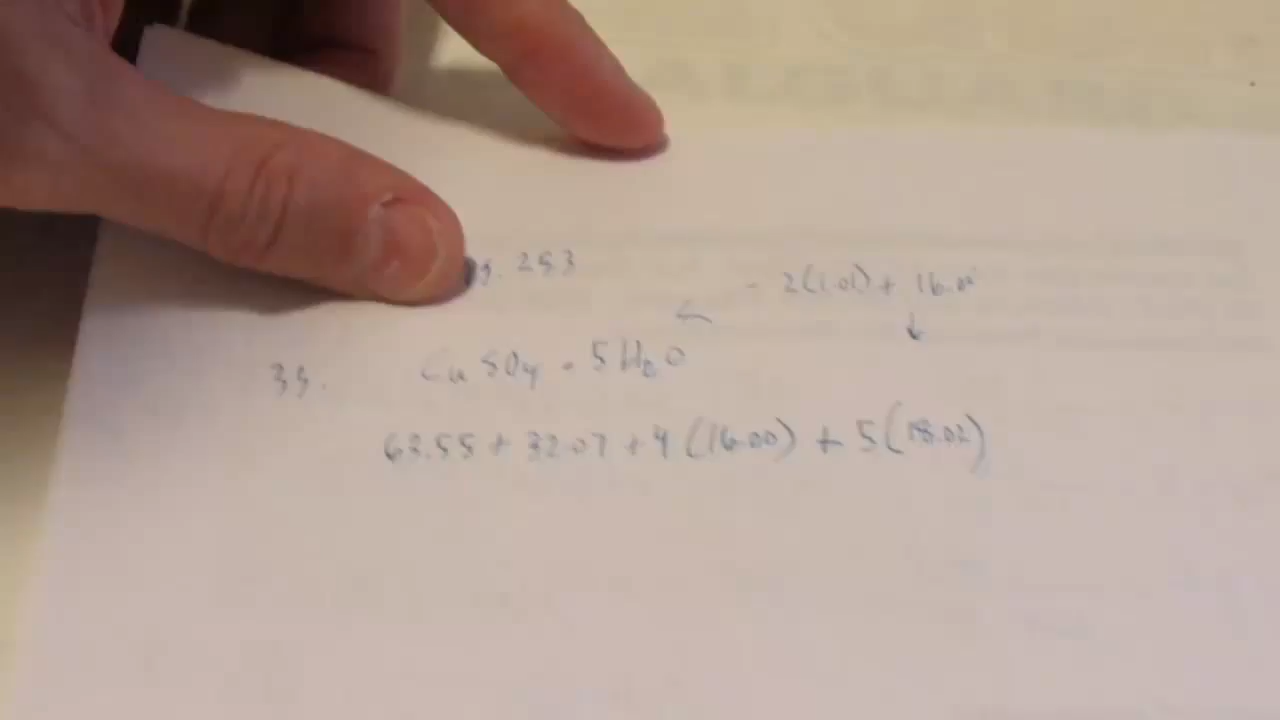 pg. 253
- 2(1.01) + 16.00
← ↓
33. CuSO4 · 5H2O
63.55 + 32.07 + 4(16.00) + 5(18.02)